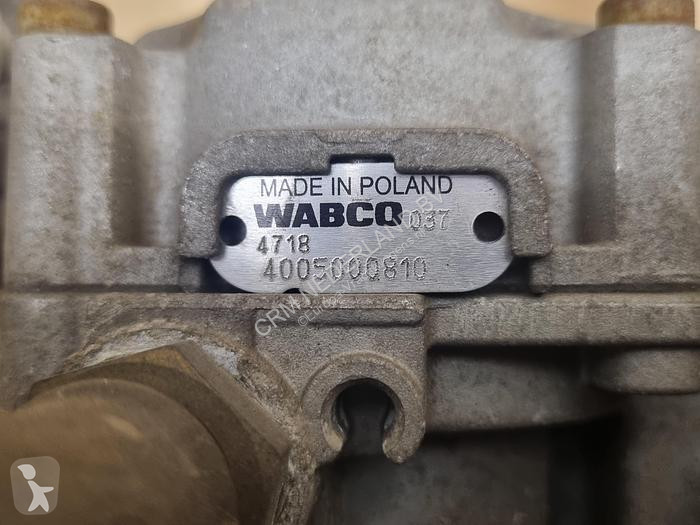 MADE IN POLAND
WABCO 037
4718
4005000810